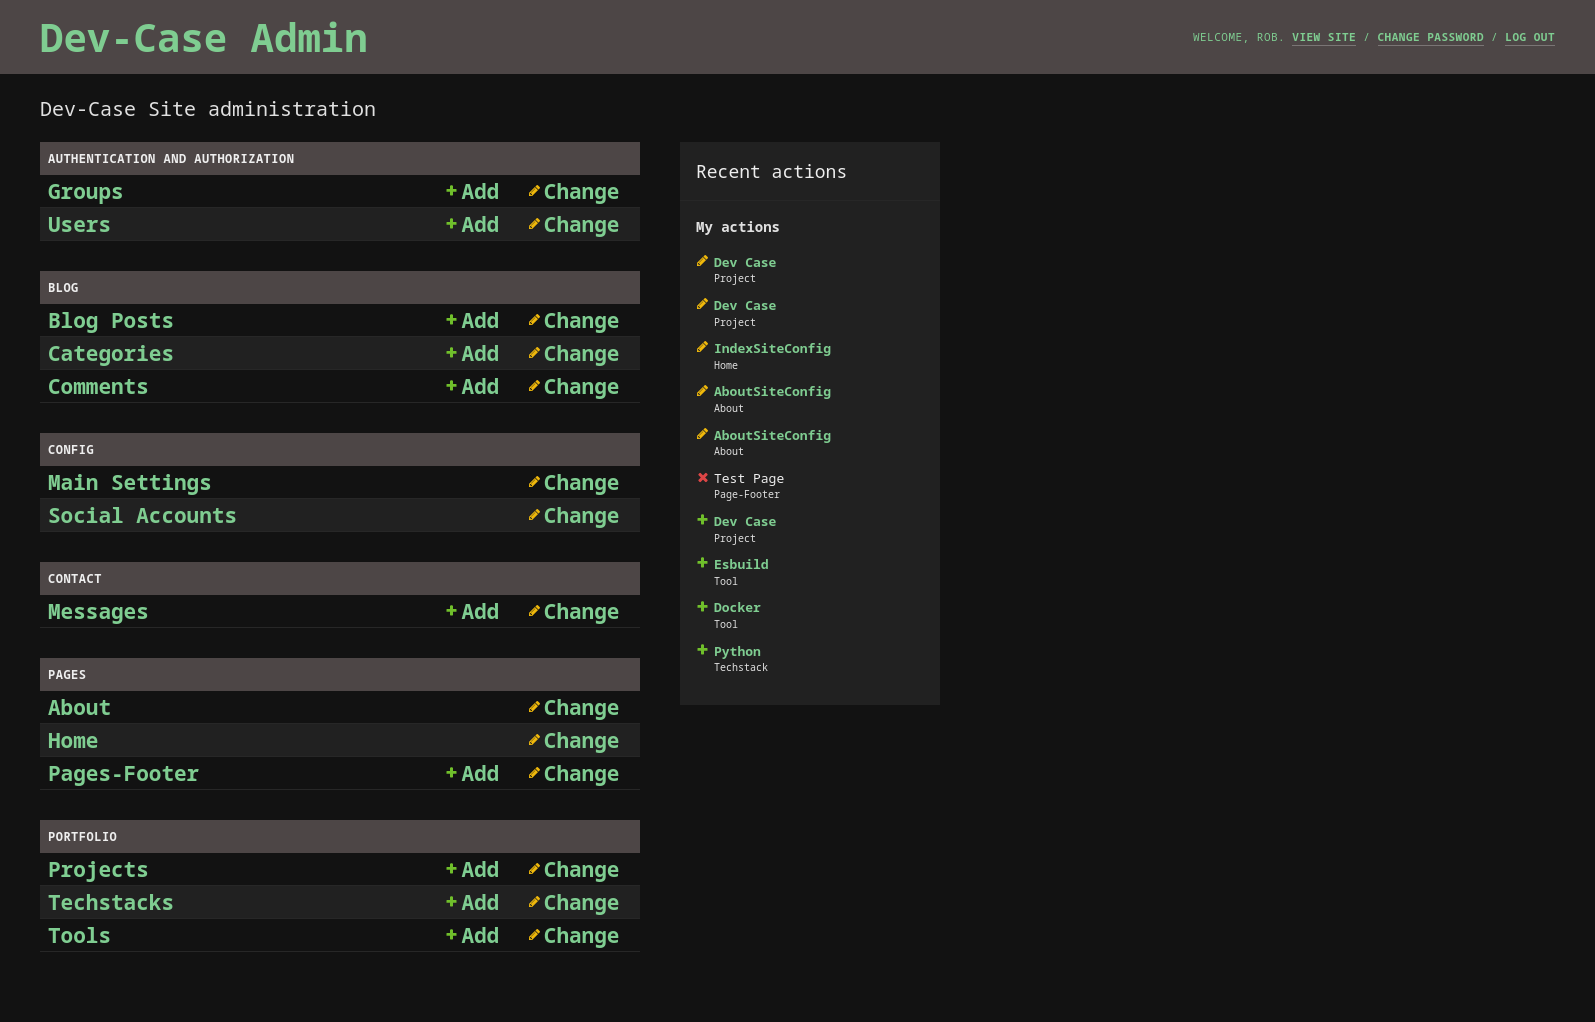 Dev-Case Admin
WELCOME, ROB. VIEW SITE / CHANGE PASSWORD / LOG OUT
Dev-Case Site administration
AUTHENTICATION AND AUTHORIZATION
Groups Add Change
Users Add Change
BLOG
Blog Posts Add Change
Categories Add Change
Comments Add Change
CONFIG
Main Settings Change
Social Accounts Change
CONTACT
Messages Add Change
PAGES
About Change
Home Change
Pages-Footer Add Change
PORTFOLIO
Projects Add Change
Techstacks Add Change
Tools Add Change
Recent actions
My actions
Dev Case
Project
Dev Case
Project
IndexSiteConfig
Home
AboutSiteConfig
About
AboutSiteConfig
About
Test Page
Page-Footer
Dev Case
Project
Esbuild
Tool
Docker
Tool
Python
Techstack